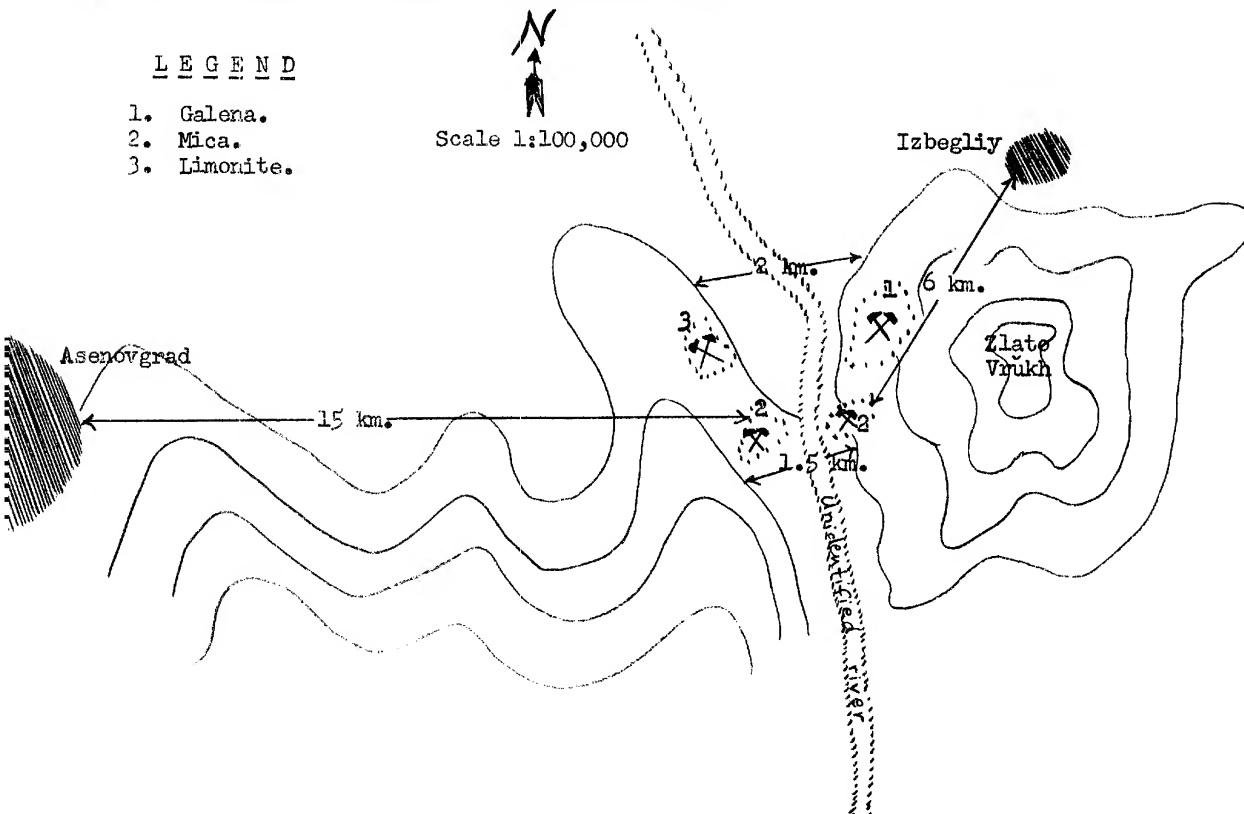 N
L E G E N D
1. Galena.
2. Mica.
3. Limonite.
Scale 1:100,000
Izbegliy
2 km.
1
6 km.
3
Zlato
Vrŭkh
Asenovgrad
15 km.
2
2
1.5 km.
Unidentified river